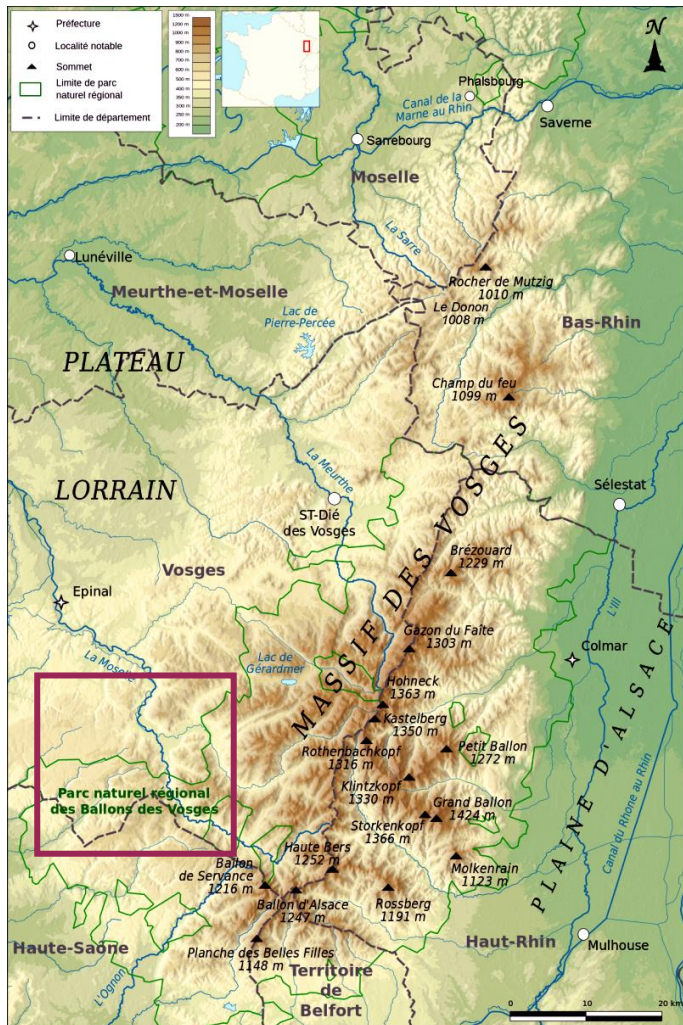 Préfecture
Localité notable
Sommet
Limite de parc
naturel régional
Limite de département
1500 m
1200 m
1000 m
900 m
800 m
700 m
600 m
500 m
400 m
350 m
300 m
250 m
200 m
N
Phalsbourg
Canal de la
Marne au Rhin
Saverne
Sarrebourg
Moselle
La Sarre
Lunéville
Rocher de Mutzig
1010 m
Meurthe-et-Moselle
Le Donon
1008 m
Lac de
Pierre-Percée
Bas-Rhin
PLATEAU
Champ du feu
1099 m
La Meurthe
LORRAIN
Sélestat
ST-Dié
des Vosges
MASSIF DES VOSGES
Vosges
Brézouard
1229 m
Epinal
L'Ill
Gazon du Faîte
1303 m
Colmar
La Moselle
Lac de
Gérardmer
Hohneck
1363 m
Kastelberg
1350 m
Rothenbachkopf
1316 m
Petit Ballon
1272 m
Klintzkopf
1330 m
PLAINE D'ALSACE
Canal du Rhone au Rhin
Parc naturel régional
des Ballons des Vosges
Grand Ballon
1424 m
Storkenkopf
1366 m
Haute Bers
1252 m
Molkenrain
1123 m
Ballon
de Servance
1216 m
Ballon d'Alsace
1247 m
Rossberg
1191 m
Haute-Saône
Planche des Belles Filles
1148 m
Haut-Rhin
Mulhouse
L'Ognon
Territoire
de
Belfort
0 10 20 km